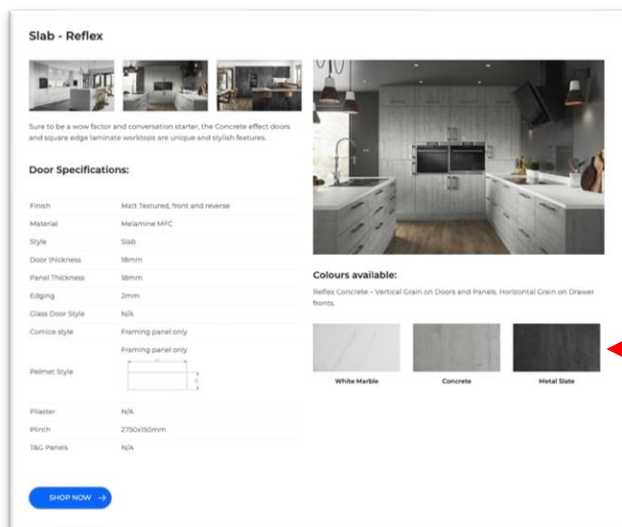 Slab - Reflex
Sure to be a wow factor and conversation starter, the Concrete effect doors
and square edge laminate worktops are unique and stylish features.
Door Specifications:
Finish Matt Textured, front and reverse
Material Melamine MFC
Style Slab
Door thickness 18mm
Panel Thickness 18mm
Edging 2mm
Glass Door Style N/A
Cornice style Framing panel only
Framing panel only
Pelmet Style
Pilaster N/A
Plinth 2750x150mm
T&G Panels N/A
SHOP NOW →
Colours available:
Reflex Concrete – Vertical Grain on Doors and Panels, Horizontal Grain on Drawer
fronts.
White Marble Concrete Metal Slate